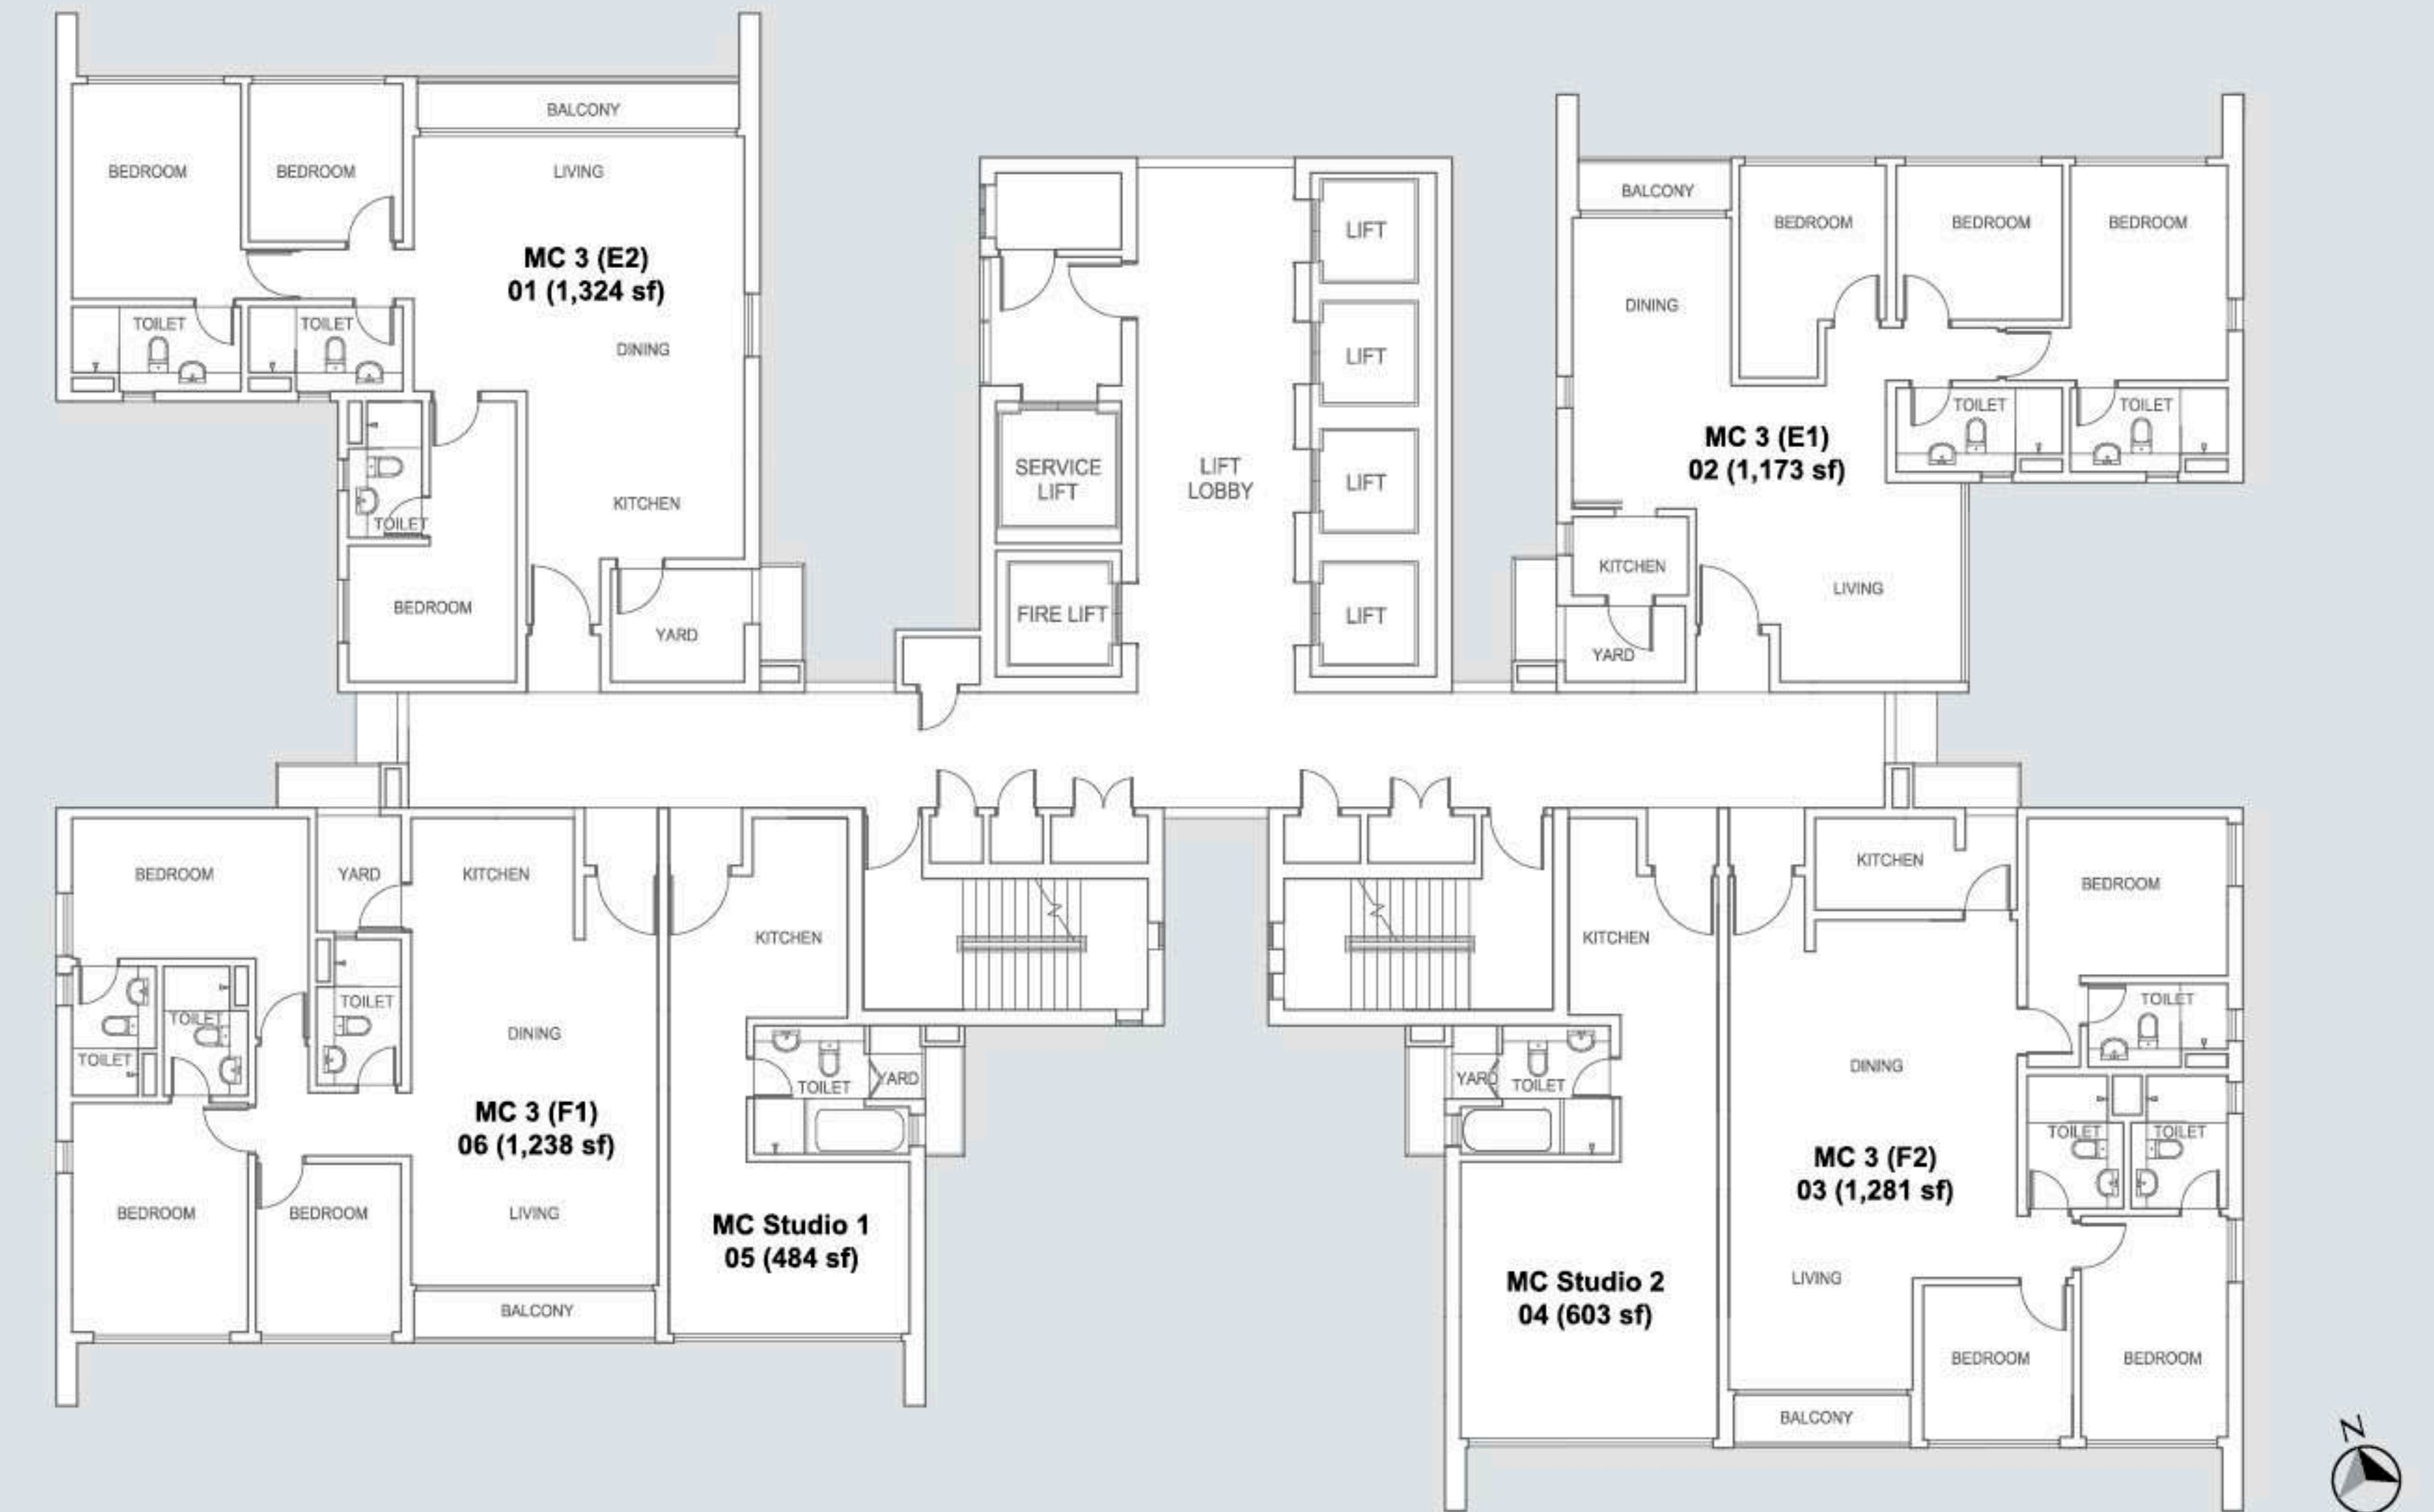 BALCONY
BEDROOM
BEDROOM
LIVING
MC 3 (E2)
01 (1,324 sf)
TOILET
TOILET
DINING
TOILET
KITCHEN
BEDROOM
YARD
SERVICE
LIFT
FIRE LIFT
LIFT
LOBBY
LIFT
LIFT
LIFT
LIFT
BALCONY
BEDROOM
BEDROOM
BEDROOM
DINING
TOILET
TOILET
MC 3 (E1)
02 (1,173 sf)
KITCHEN
LIVING
YARD
BEDROOM
YARD
KITCHEN
TOILET
TOILET
TOILET
DINING
MC 3 (F1)
06 (1,238 sf)
BEDROOM
BEDROOM
LIVING
BALCONY
KITCHEN
TOILET
YARD
MC Studio 1
05 (484 sf)
KITCHEN
YARD
TOILET
MC Studio 2
04 (603 sf)
KITCHEN
BEDROOM
TOILET
DINING
TOILET
TOILET
MC 3 (F2)
03 (1,281 sf)
LIVING
BEDROOM
BEDROOM
BALCONY
N